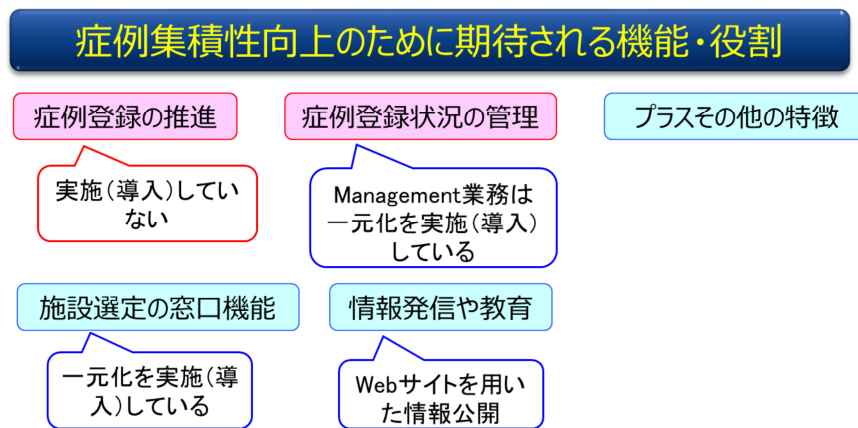 症例集積性向上のために期待される機能・役割
症例登録の推進
実施(導入)してい
ない
症例登録状況の管理
Management業務は
一元化を実施(導入)
している
プラスその他の特徴
施設選定の窓口機能
一元化を実施(導
入)している
情報発信や教育
Webサイトを用い
た情報公開